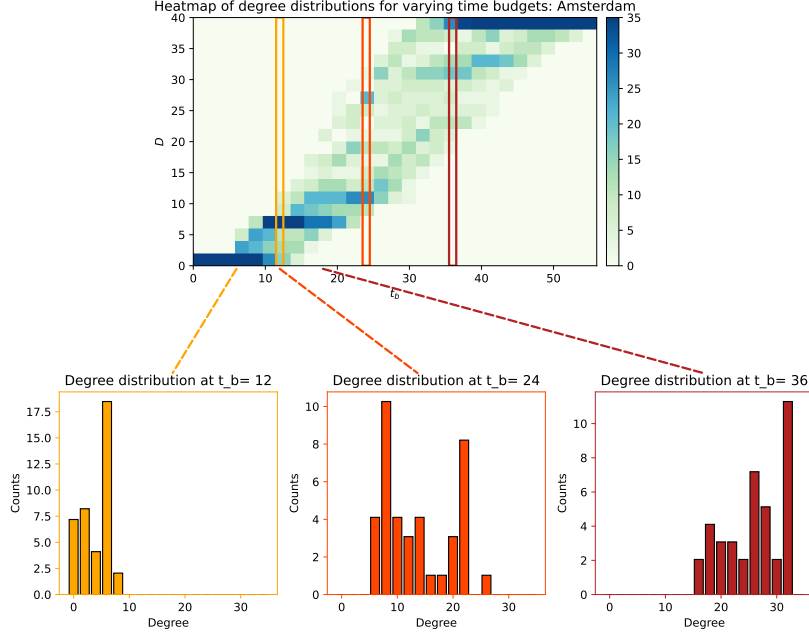 Heatmap of degree distributions for varying time budgets: Amsterdam
40
35
30
25
20
15
10
5
0
D
0 10 20 30 40 50
t_b
35
30
25
20
15
10
5
0
Degree distribution at t_b= 12
17.5
15.0
12.5
10.0
7.5
5.0
2.5
0.0
Counts
0 10 20 30
Degree
Degree distribution at t_b= 24
10
8
6
4
2
0
Counts
0 10 20 30
Degree
Degree distribution at t_b= 36
10
8
6
4
2
0
Counts
0 10 20 30
Degree